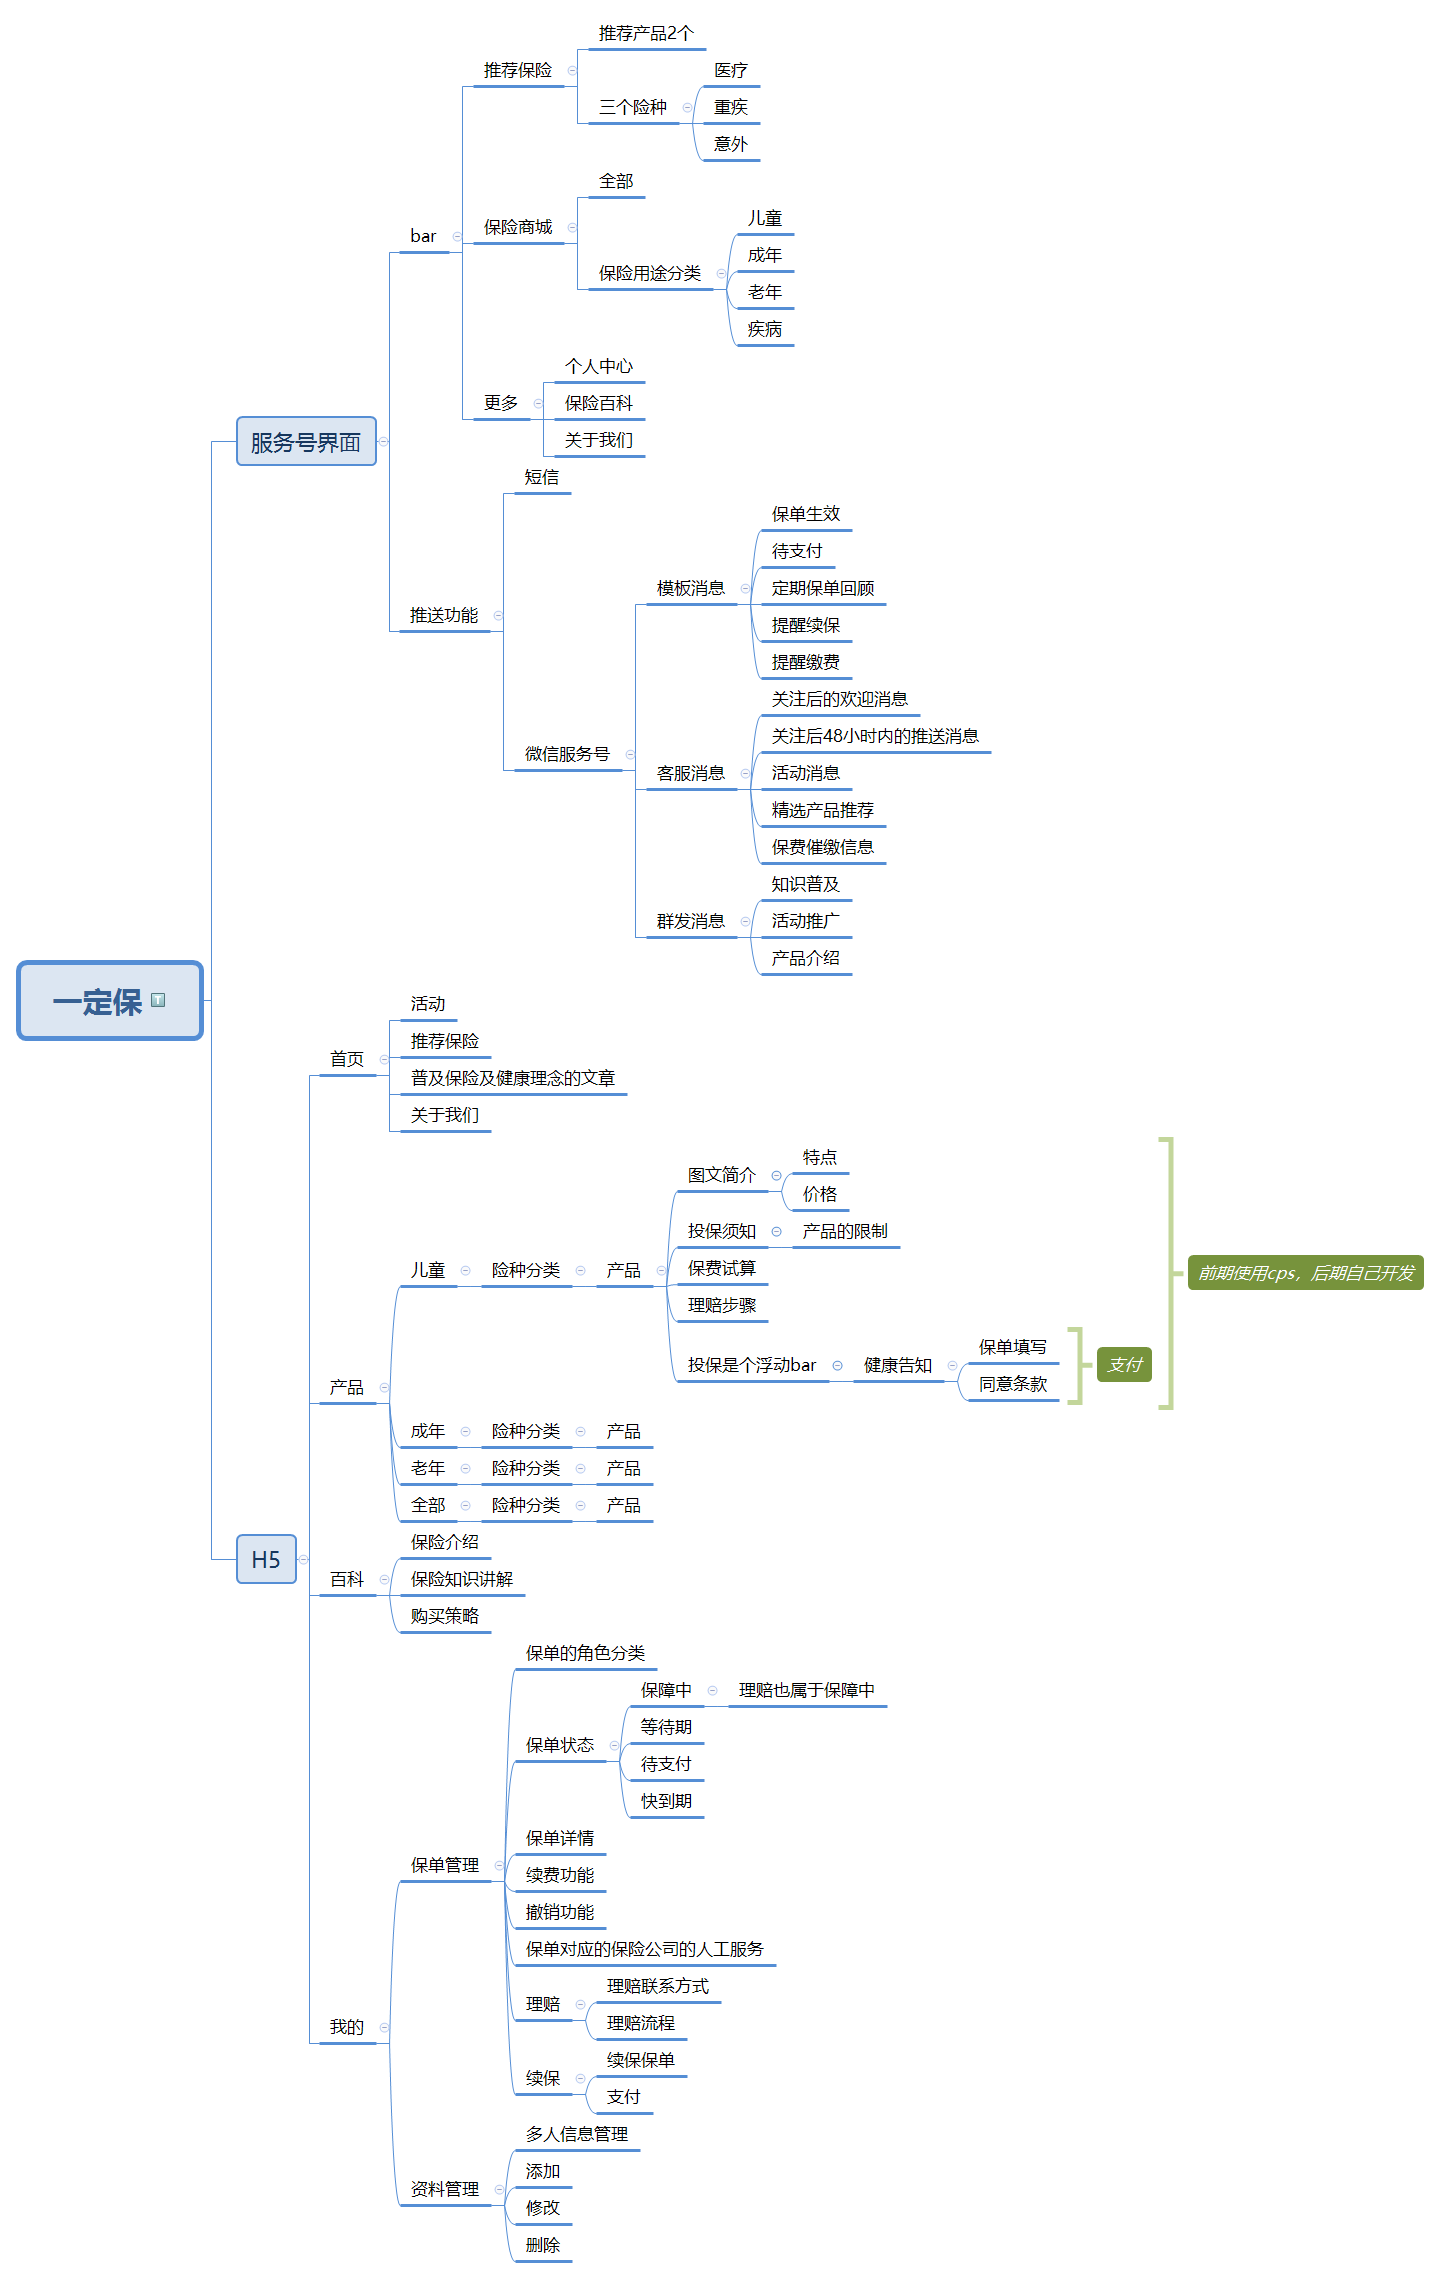 一定保
服务号界面
bar
推荐保险
推荐产品2个
三个险种
医疗
重疾
意外
保险商城
全部
保险用途分类
儿童
成年
老年
疾病
更多
个人中心
保险百科
关于我们
推送功能
短信
微信服务号
模板消息
保单生效
待支付
定期保单回顾
提醒续保
提醒缴费
客服消息
关注后的欢迎消息
关注后48小时内的推送消息
活动消息
精选产品推荐
保费催缴信息
群发消息
知识普及
活动推广
产品介绍
H5
首页
活动
推荐保险
普及保险及健康理念的文章
关于我们
产品
儿童
险种分类
产品
图文简介
特点
价格
投保须知
产品的限制
保费试算
理赔步骤
投保是个浮动bar
健康告知
保单填写
同意条款
支付
前期使用cps，后期自己开发
成年
险种分类
产品
老年
险种分类
产品
全部
险种分类
产品
百科
保险介绍
保险知识讲解
购买策略
我的
保单管理
保单的角色分类
保单状态
保障中
理赔也属于保障中
等待期
待支付
快到期
保单详情
续费功能
撤销功能
保单对应的保险公司的人工服务
理赔
理赔联系方式
理赔流程
续保
续保保单
支付
资料管理
多人信息管理
添加
修改
删除